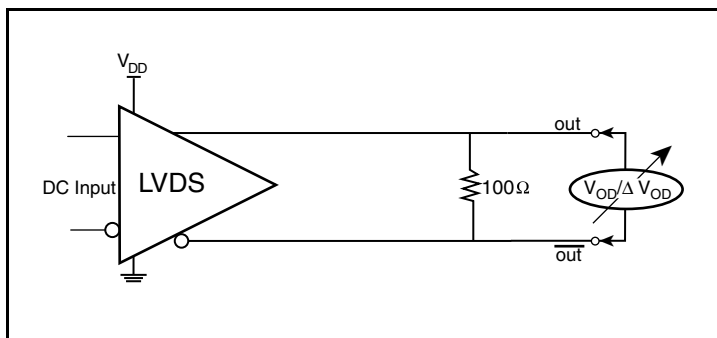 V_DD
out
DC Input
LVDS
100Ω
V_OD/Δ V_OD
out